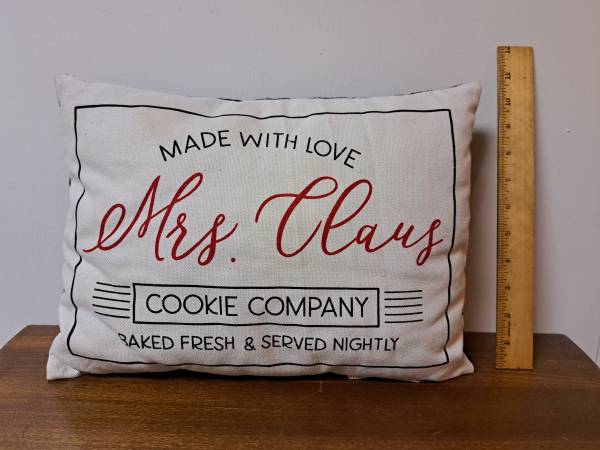 MADE WITH LOVE
Mrs. Claus
COOKIE COMPANY
BAKED FRESH & SERVED NIGHTLY